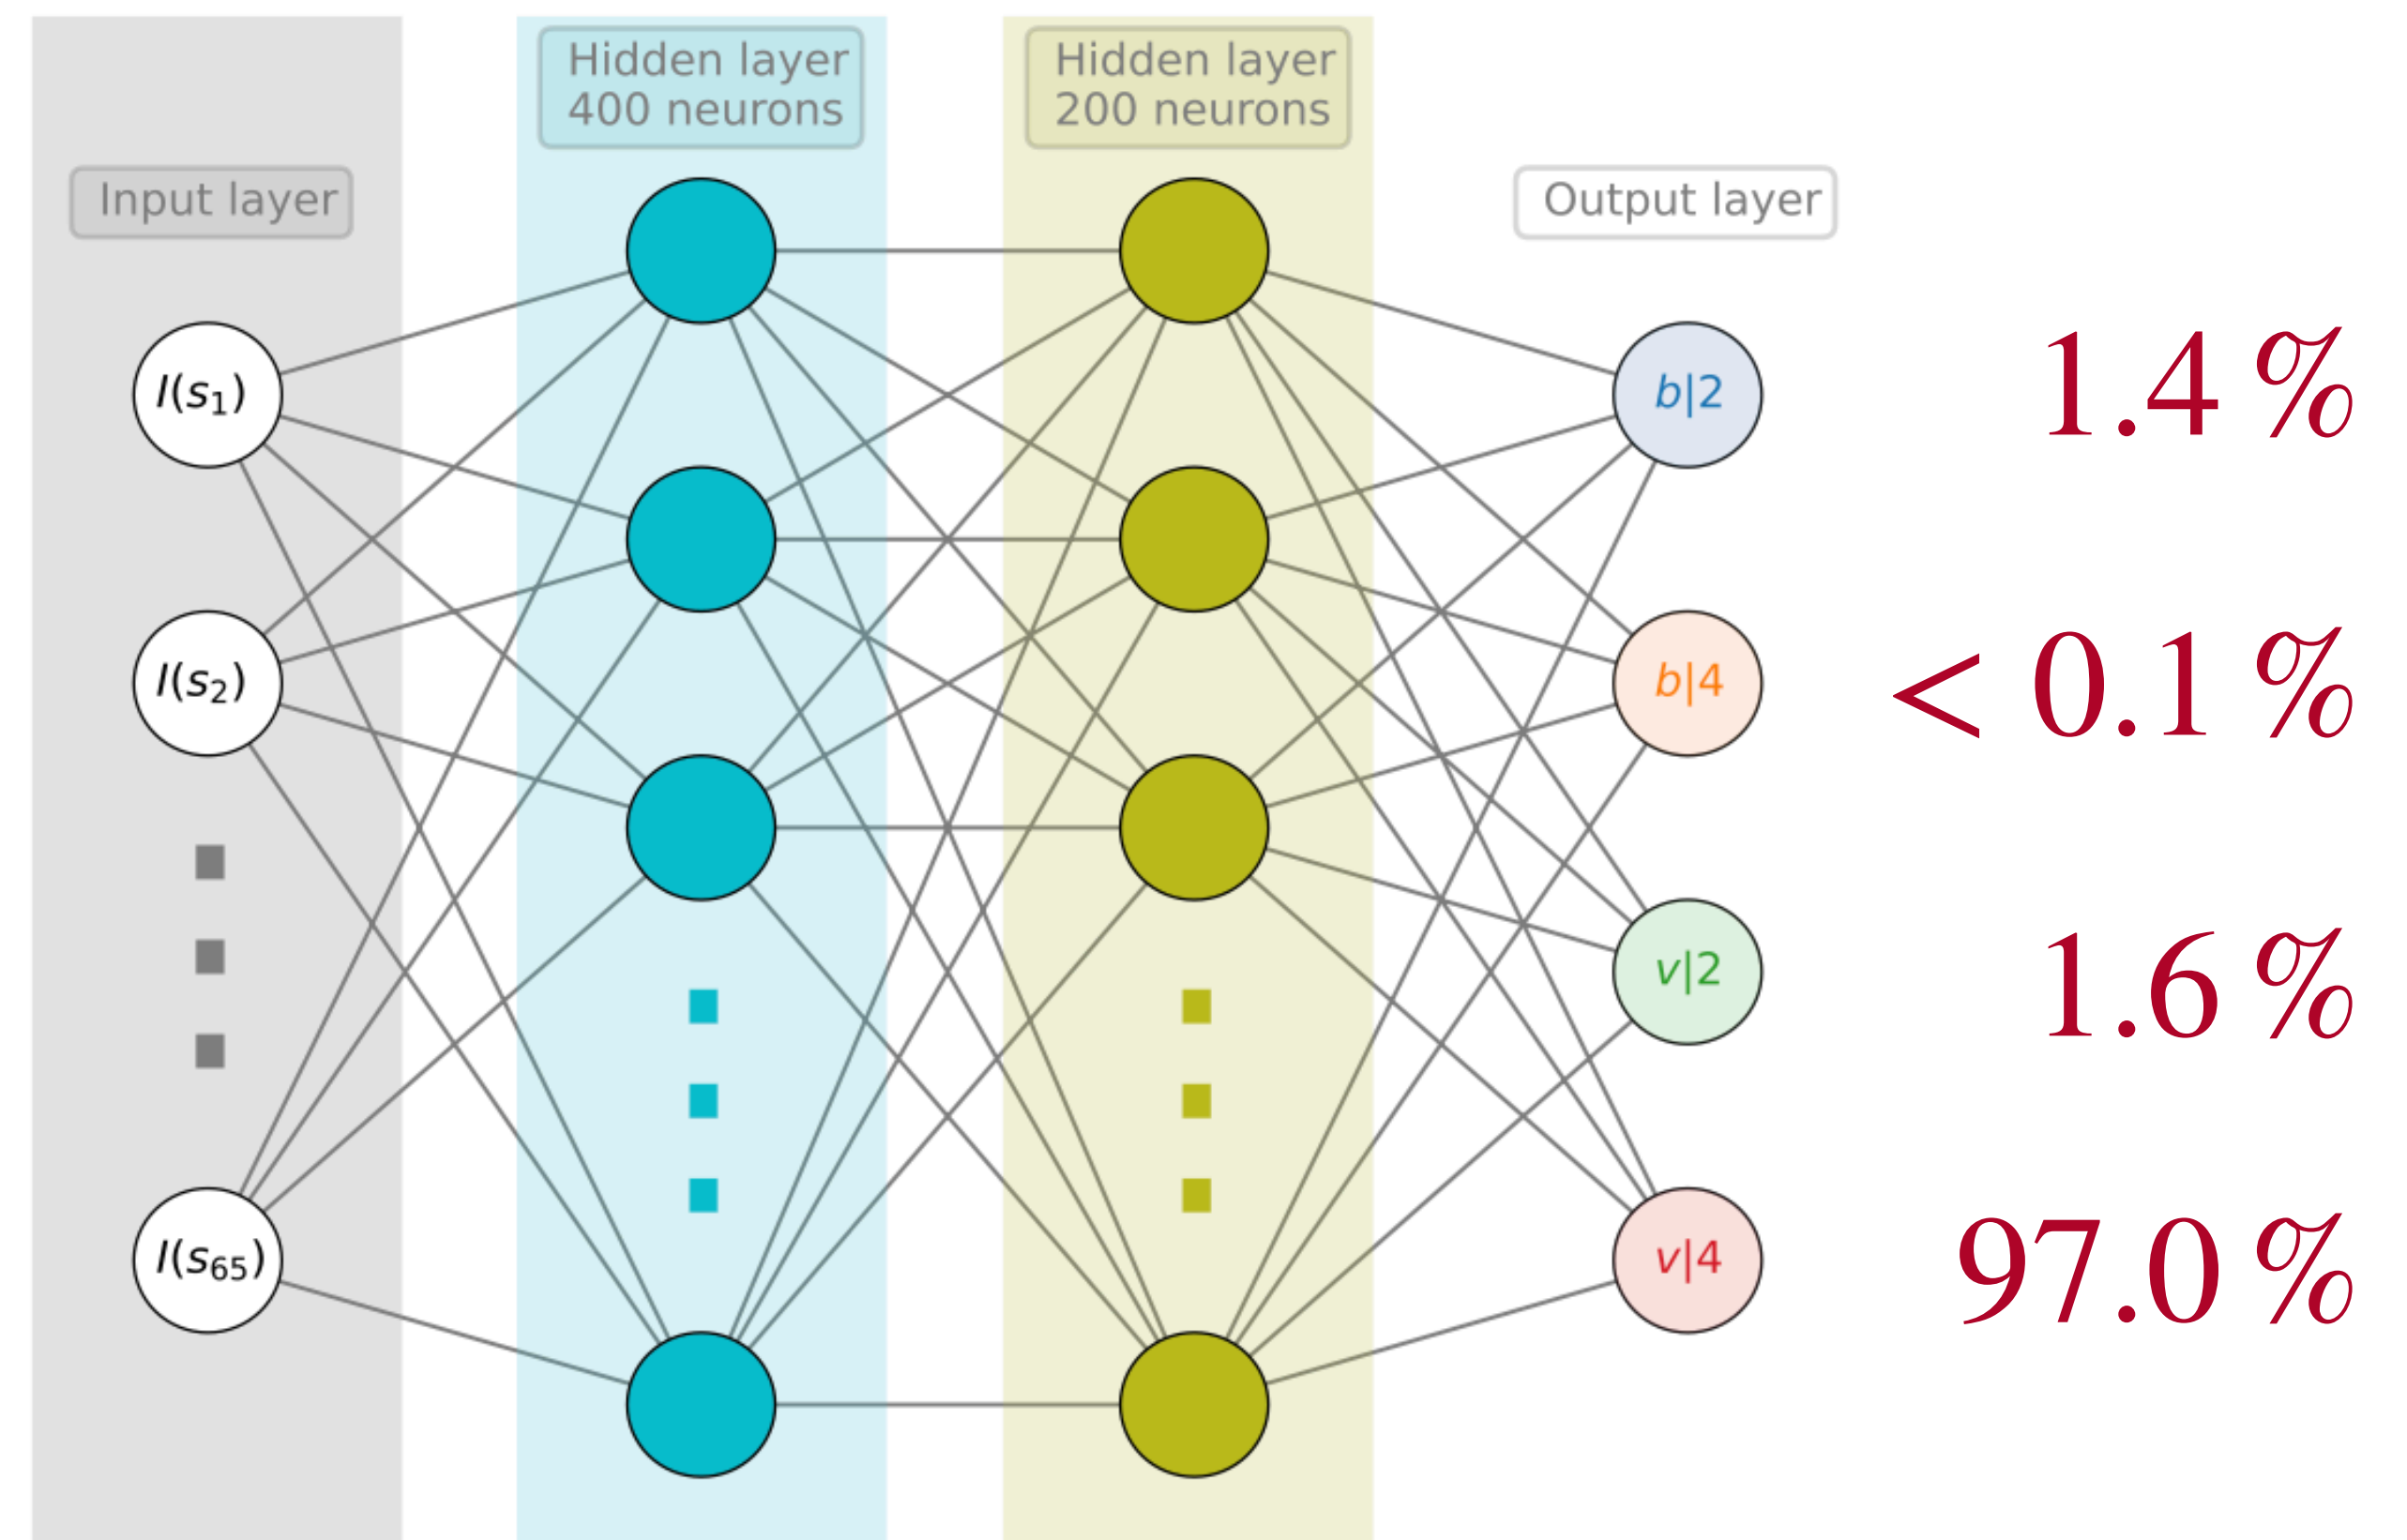 Input layer
Hidden layer
400 neurons
Hidden layer
200 neurons
Output layer
I(s₁)
I(s₂)
I(s₆₅)
b|2
b|4
v|2
v|4
1.4 %
< 0.1 %
1.6 %
97.0 %